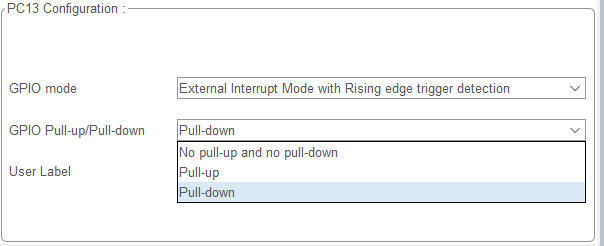 PC13 Configuration :
GPIO mode External Interrupt Mode with Rising edge trigger detection
GPIO Pull-up/Pull-down Pull-down
No pull-up and no pull-down
User Label Pull-up
Pull-down